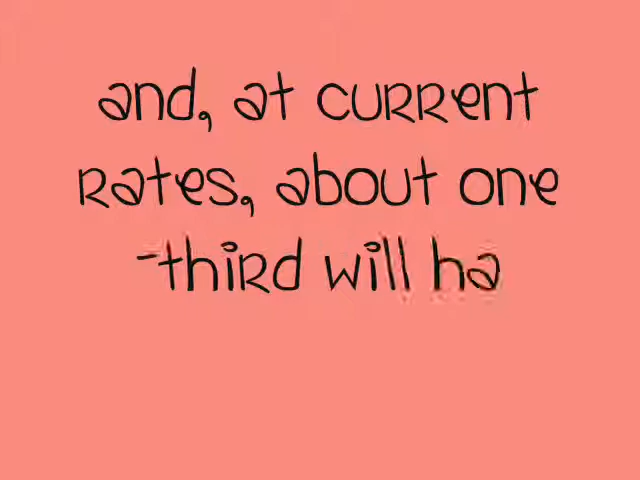 and, at current
rates, about one
-third will ha